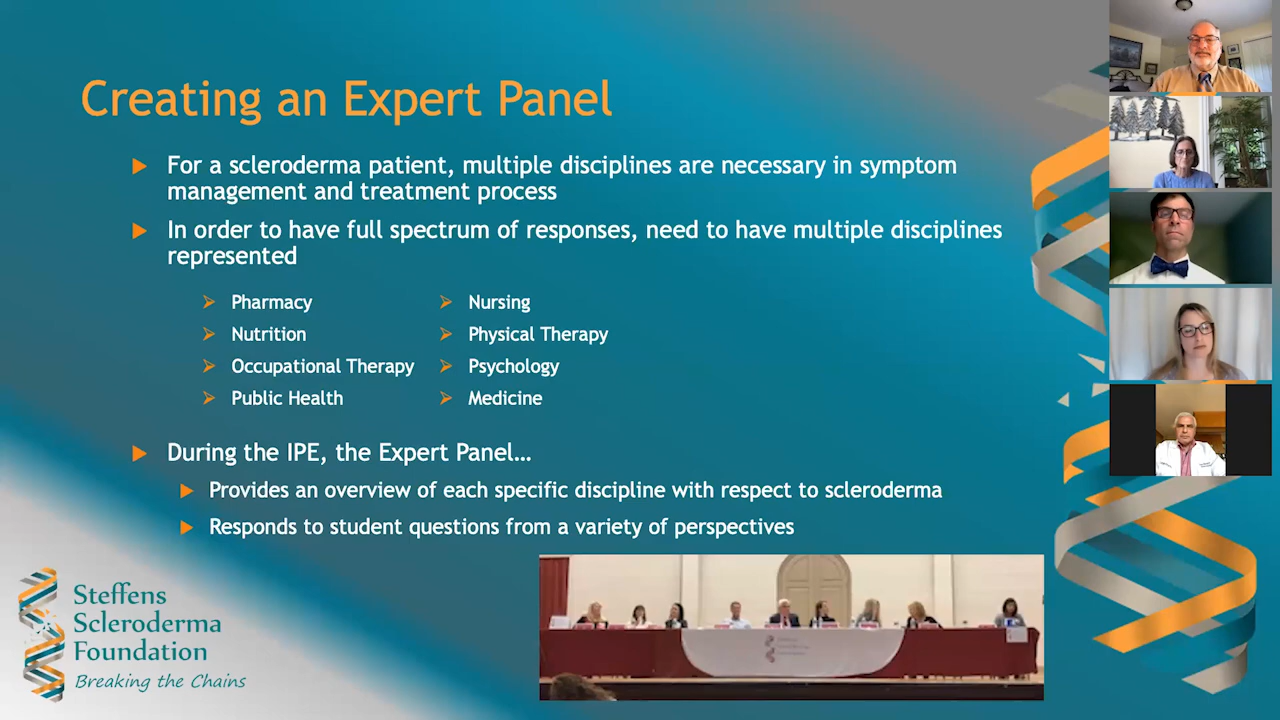 Creating an Expert Panel
For a scleroderma patient, multiple disciplines are necessary in symptom
management and treatment process
In order to have full spectrum of responses, need to have multiple disciplines
represented
Pharmacy
Nutrition
Occupational Therapy
Public Health
Nursing
Physical Therapy
Psychology
Medicine
During the IPE, the Expert Panel…
Provides an overview of each specific discipline with respect to scleroderma
Responds to student questions from a variety of perspectives
Steffens
Scleroderma
Foundation
Breaking the Chains